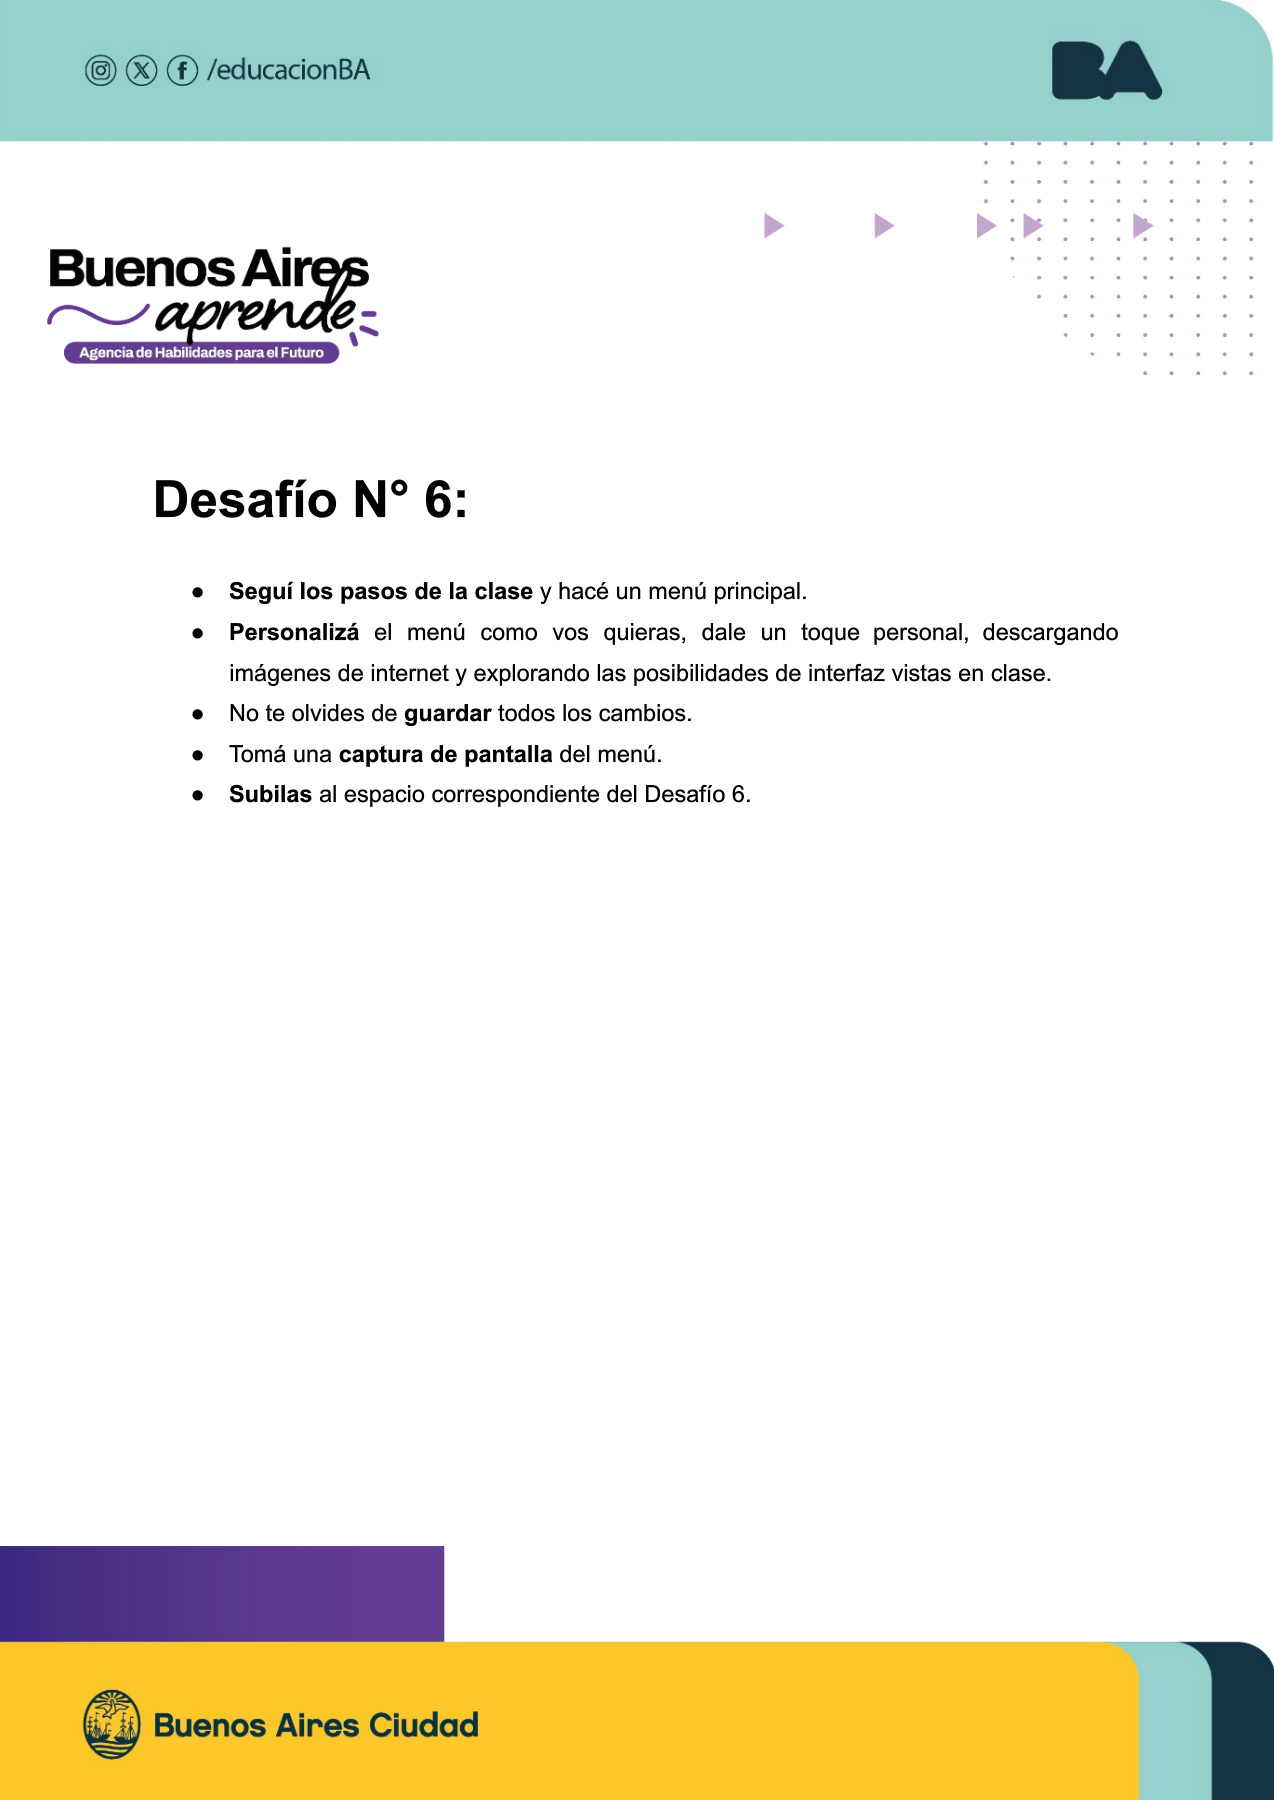 /educacionBA
BA
Buenos Aires
aprende
Agencia de Habilidades para el Futuro
Desafío N° 6:
● Seguí los pasos de la clase y hacé un menú principal.
● Personalizá el menú como vos quieras, dale un toque personal, descargando
imágenes de internet y explorando las posibilidades de interfaz vistas en clase.
● No te olvides de guardar todos los cambios.
● Tomá una captura de pantalla del menú.
● Subilas al espacio correspondiente del Desafío 6.
Buenos Aires Ciudad